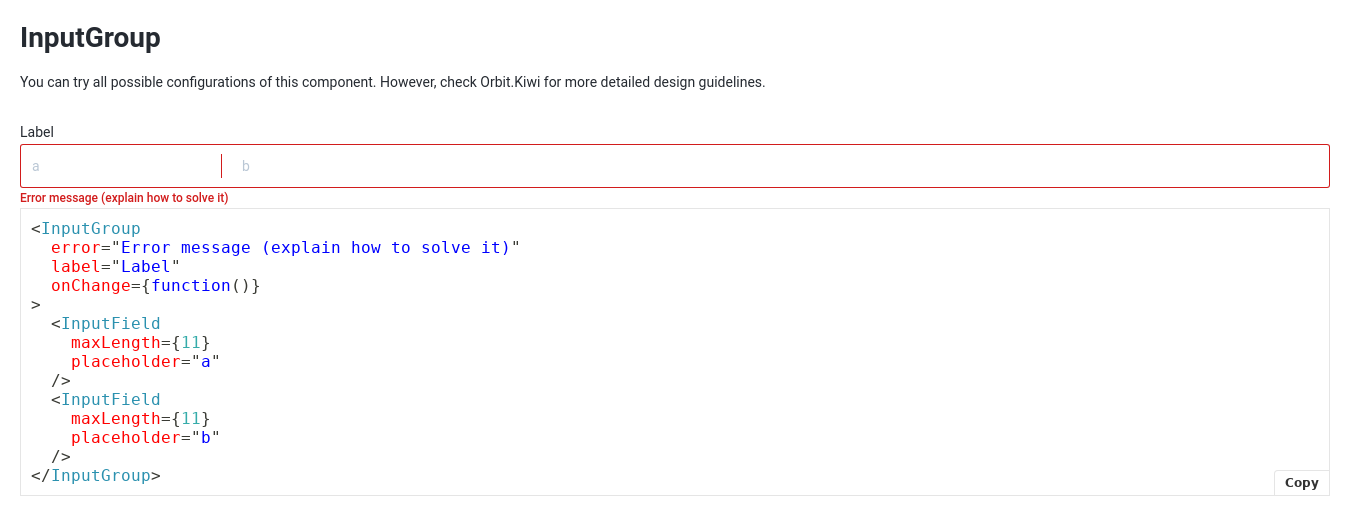 InputGroup
You can try all possible configurations of this component. However, check Orbit.Kiwi for more detailed design guidelines.
Label
a b
Error message (explain how to solve it)
<InputGroup
  error="Error message (explain how to solve it)"
  label="Label"
  onChange={function()}
>
  <InputField
    maxLength={11}
    placeholder="a"
  />
  <InputField
    maxLength={11}
    placeholder="b"
  />
</InputGroup>
Copy